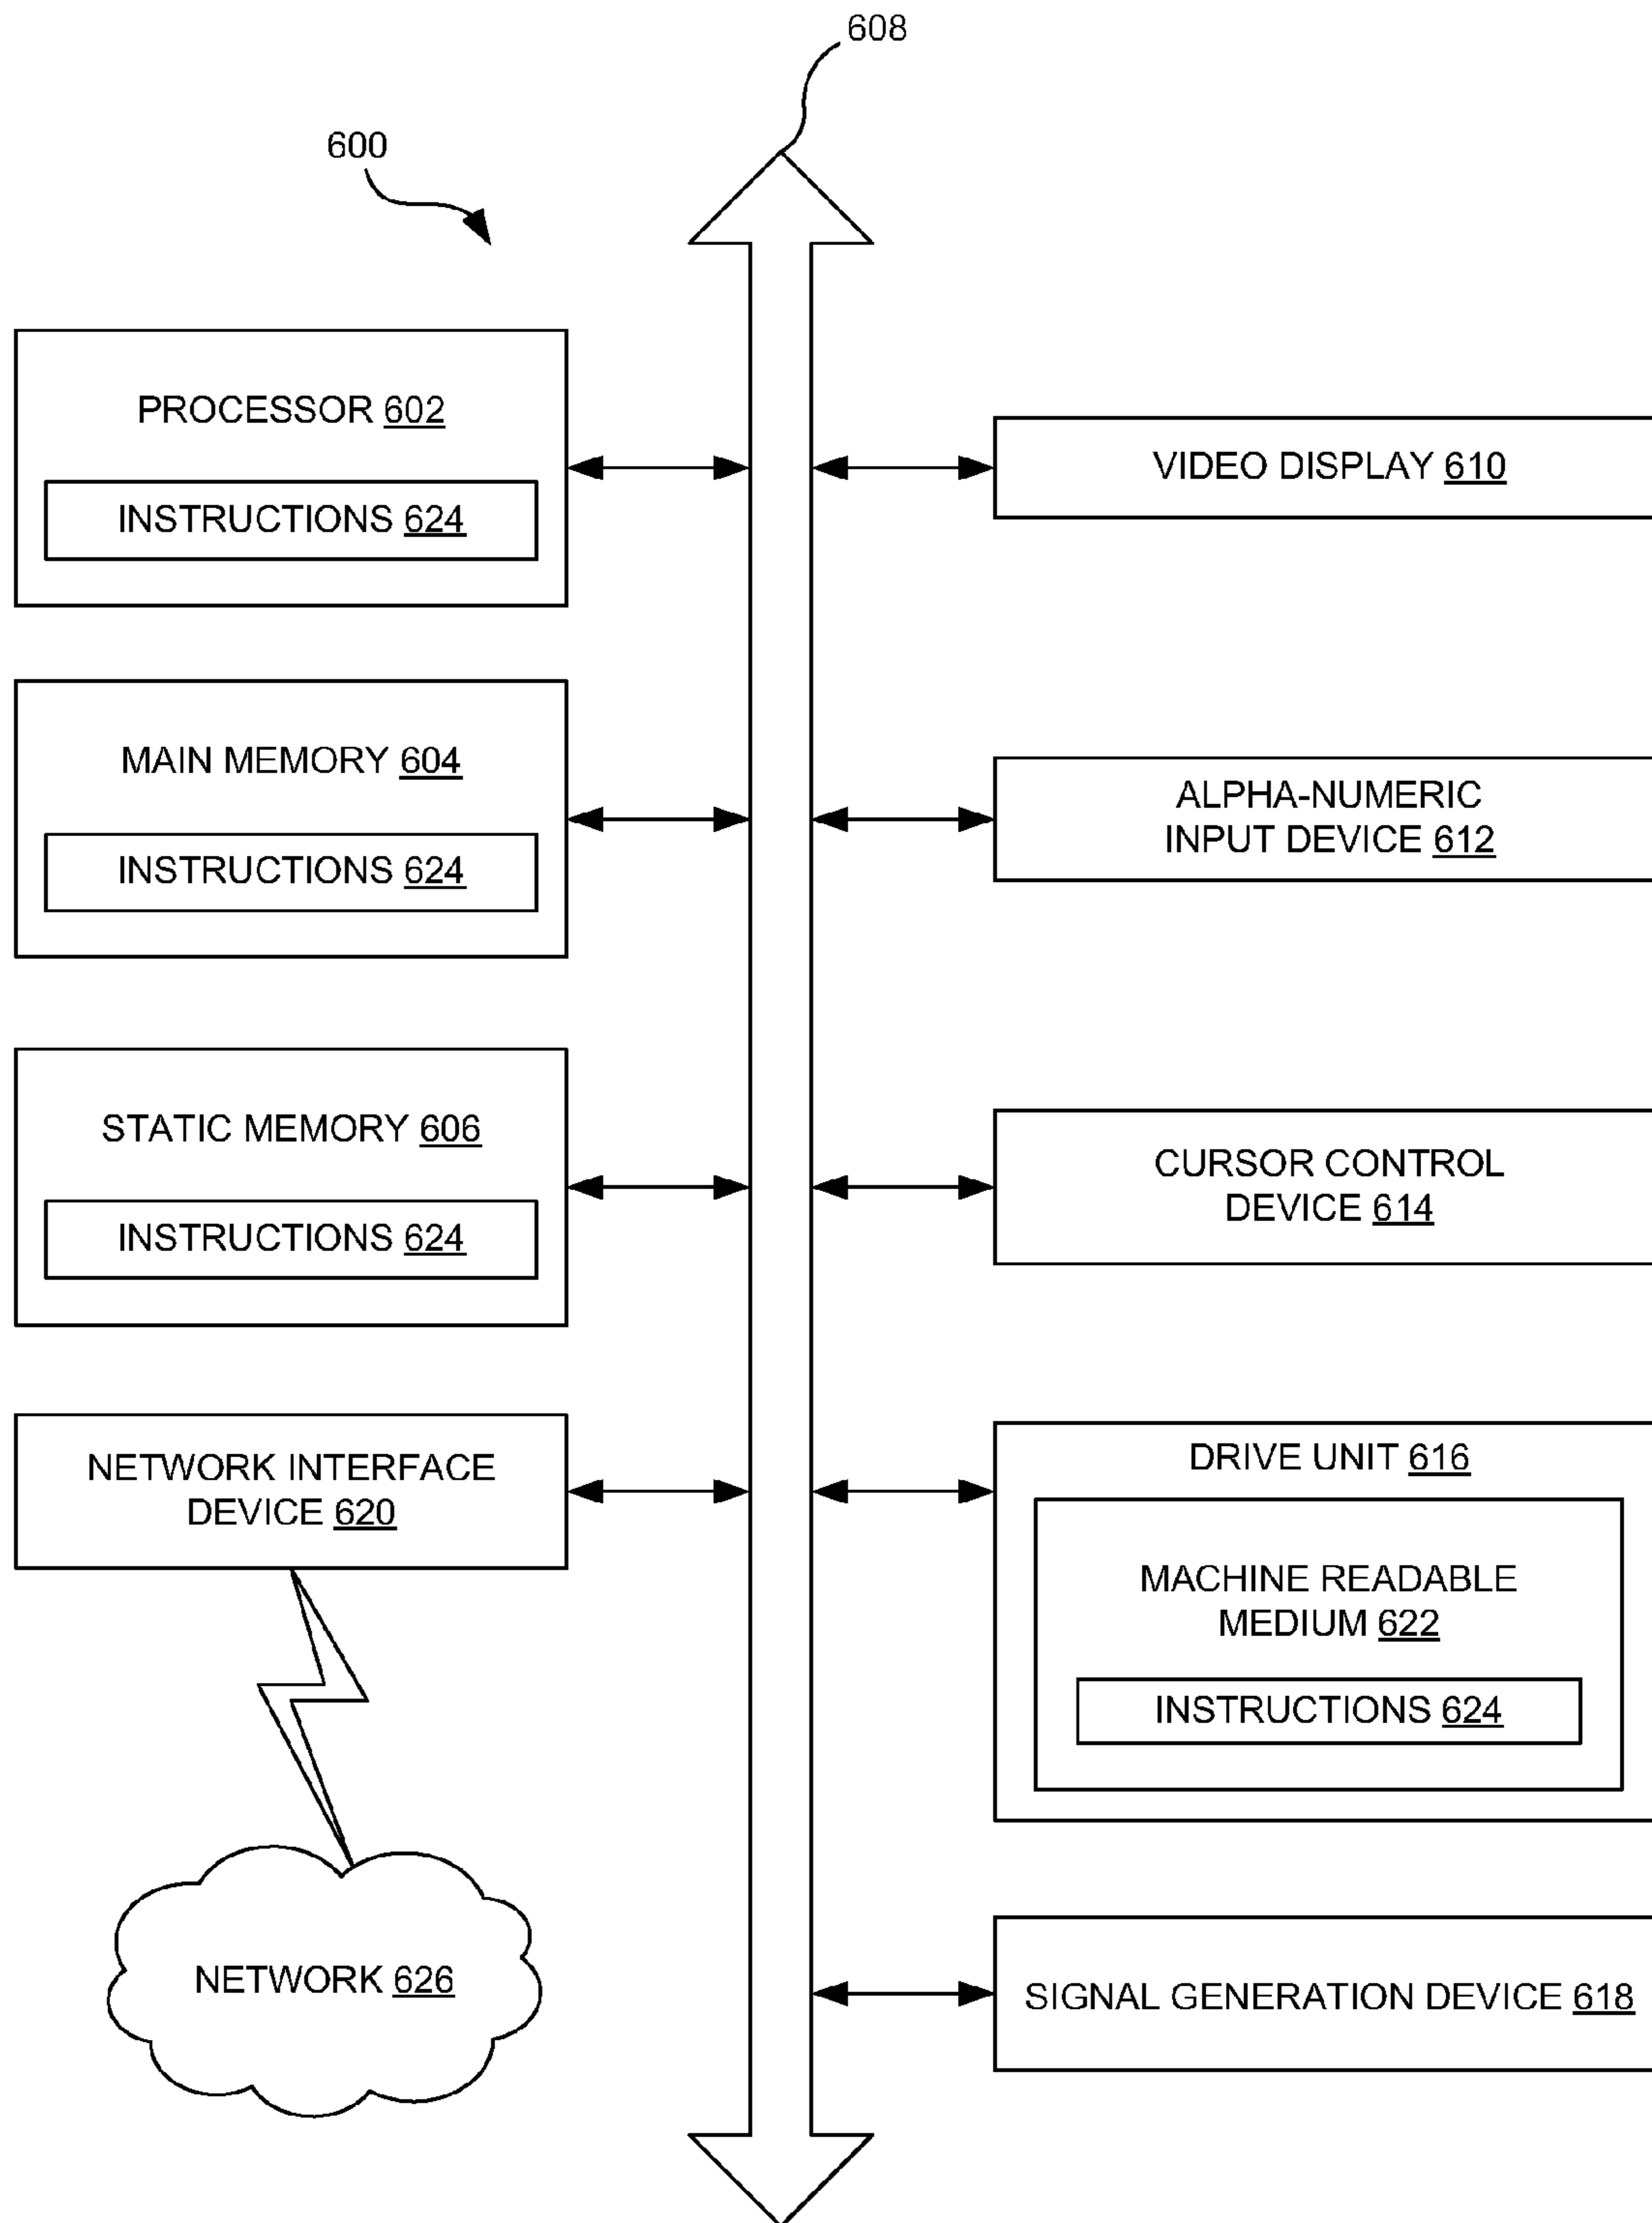 608
600
PROCESSOR 602
INSTRUCTIONS 624
MAIN MEMORY 604
INSTRUCTIONS 624
STATIC MEMORY 606
INSTRUCTIONS 624
NETWORK INTERFACE
DEVICE 620
NETWORK 626
VIDEO DISPLAY 610
ALPHA-NUMERIC
INPUT DEVICE 612
CURSOR CONTROL
DEVICE 614
DRIVE UNIT 616
MACHINE READABLE
MEDIUM 622
INSTRUCTIONS 624
SIGNAL GENERATION DEVICE 618